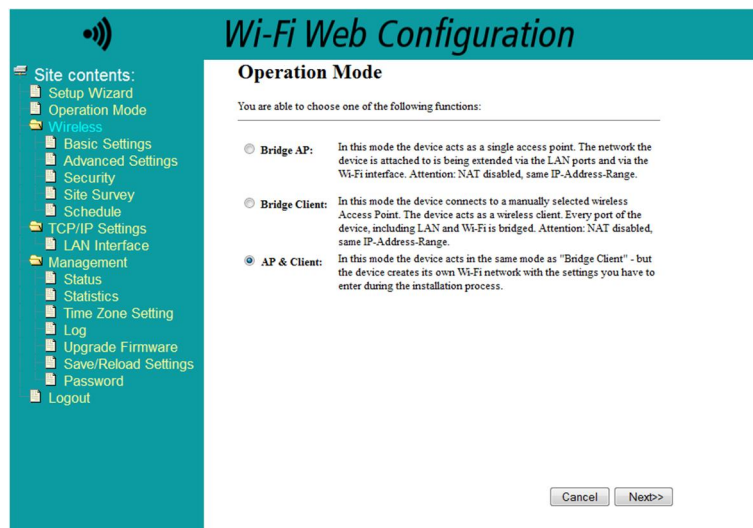 Wi-Fi Web Configuration
Site contents:
Setup Wizard
Operation Mode
Wireless
Basic Settings
Advanced Settings
Security
Site Survey
Schedule
TCP/IP Settings
LAN Interface
Management
Status
Statistics
Time Zone Setting
Log
Upgrade Firmware
Save/Reload Settings
Password
Logout
Operation Mode
You are able to choose one of the following functions:
Bridge AP:
In this mode the device acts as a single access point. The network the
device is attached to is being extended via the LAN ports and via the
Wi-Fi interface. Attention: NAT disabled, same IP-Address-Range.
Bridge Client:
In this mode the device connects to a manually selected wireless
Access Point. The device acts as a wireless client. Every port of the
device, including LAN and Wi-Fi is bridged. Attention: NAT disabled,
same IP-Address-Range.
AP & Client:
In this mode the device acts in the same mode as "Bridge Client" - but
the device creates its own Wi-Fi network with the settings you have to
enter during the installation process.
Cancel
Next>>